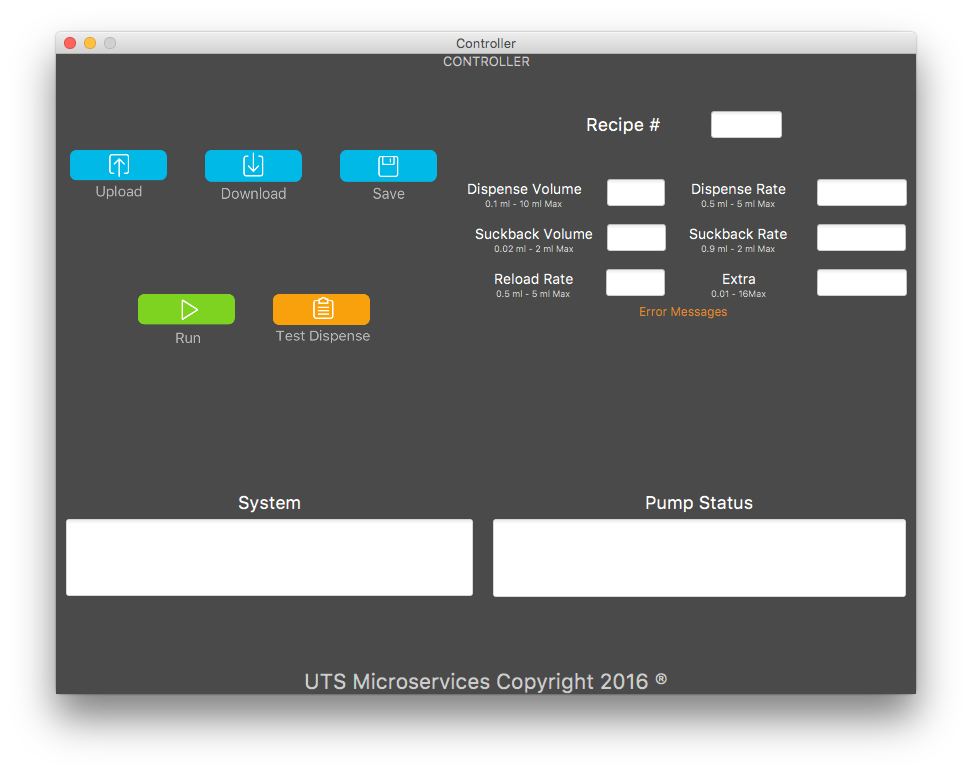 Controller
CONTROLLER
Recipe #
Upload
Download
Save
Dispense Volume
0.1 ml - 10 ml Max
Dispense Rate
0.5 ml - 5 ml Max
Suckback Volume
0.02 ml - 2 ml Max
Suckback Rate
0.9 ml - 2 ml Max
Reload Rate
0.5 ml - 5 ml Max
Extra
0.01 - 16Max
Error Messages
Run
Test Dispense
System
Pump Status
UTS Microservices Copyright 2016 ®